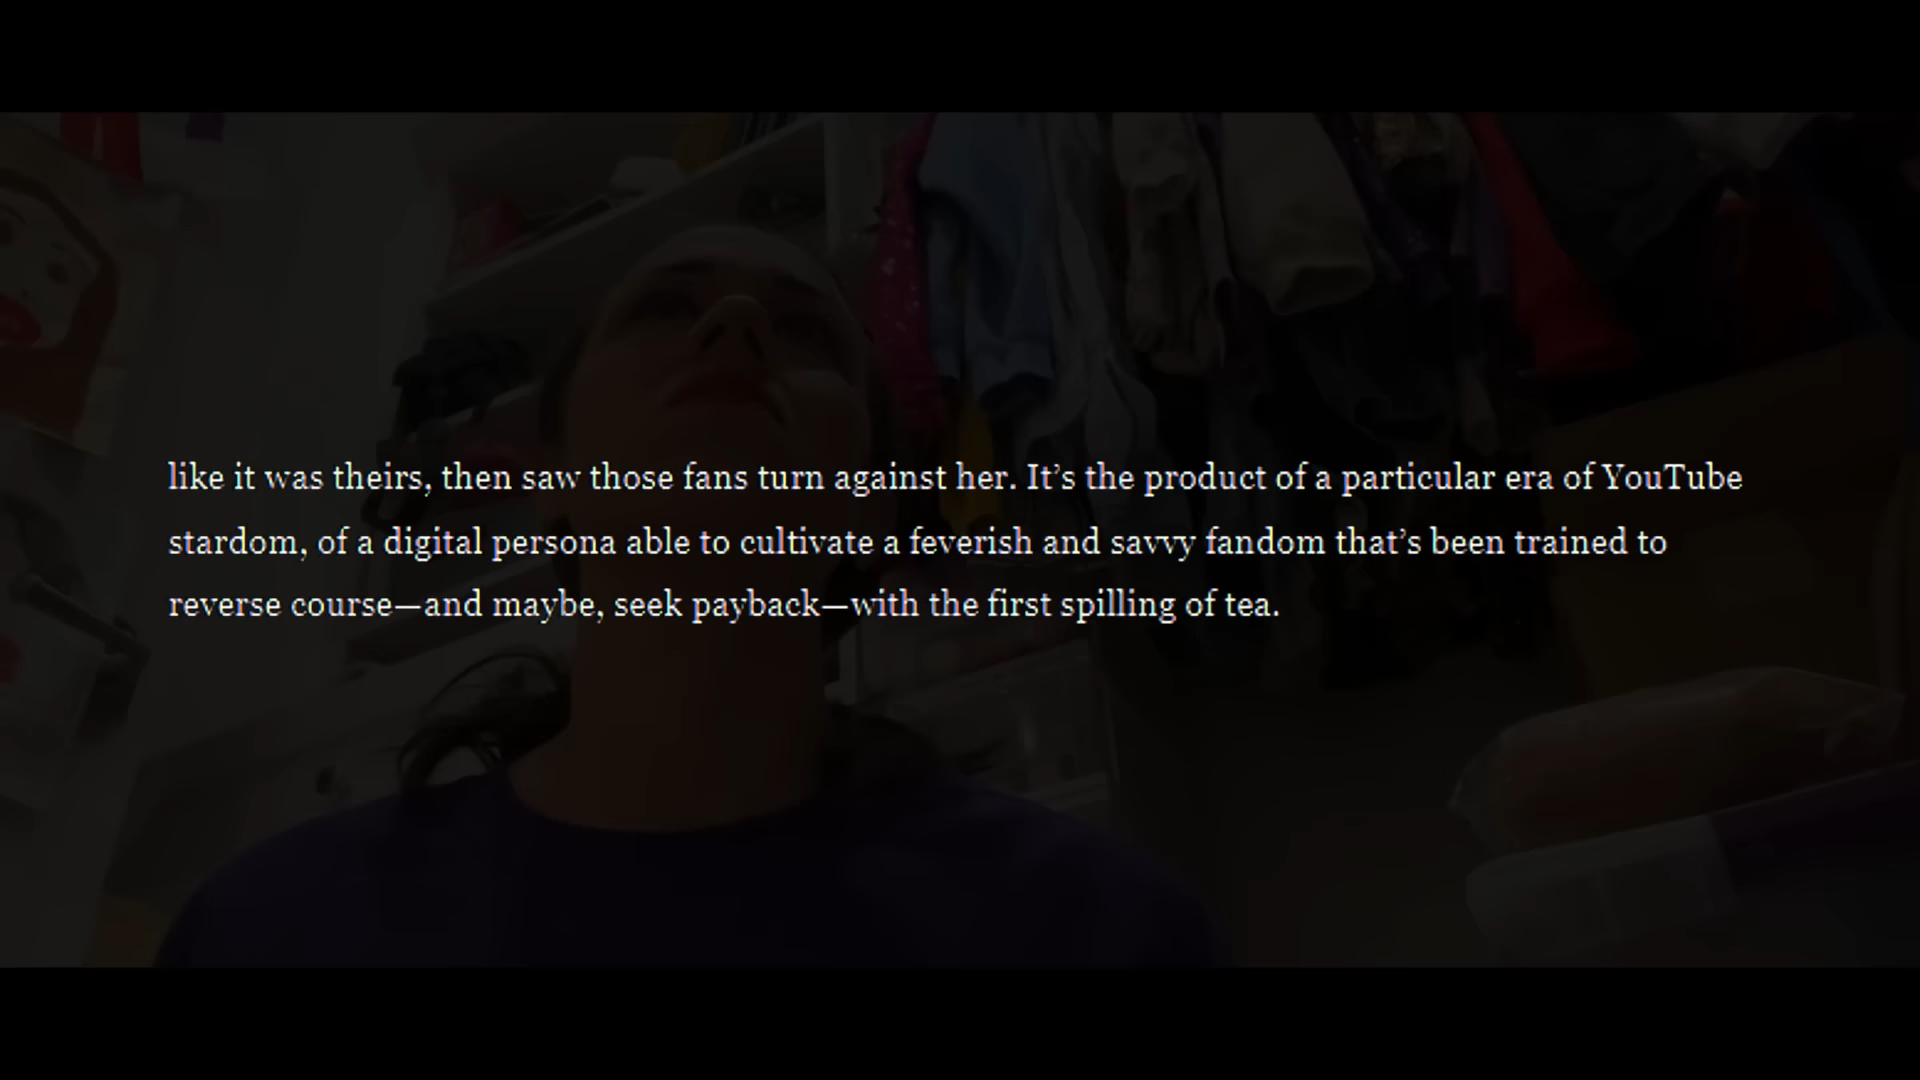 like it was theirs, then saw those fans turn against her. It’s the product of a particular era of YouTube
stardom, of a digital persona able to cultivate a feverish and savvy fandom that’s been trained to
reverse course—and maybe, seek payback—with the first spilling of tea.